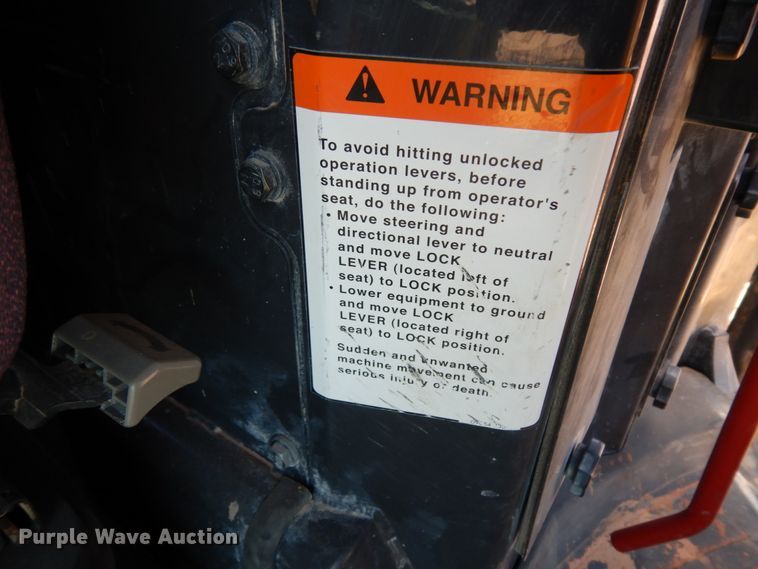 WARNING
To avoid hitting unlocked
operation levers, before
standing up from operator's
seat, do the following:
• Move steering and
directional lever to neutral
and move LOCK
LEVER (located left of
seat) to LOCK position.
• Lower equipment to ground
and move LOCK
LEVER (located right of
seat) to LOCK position.
Sudden and unwanted
machine movement can cause
serious injury or death.
Purple Wave Auction